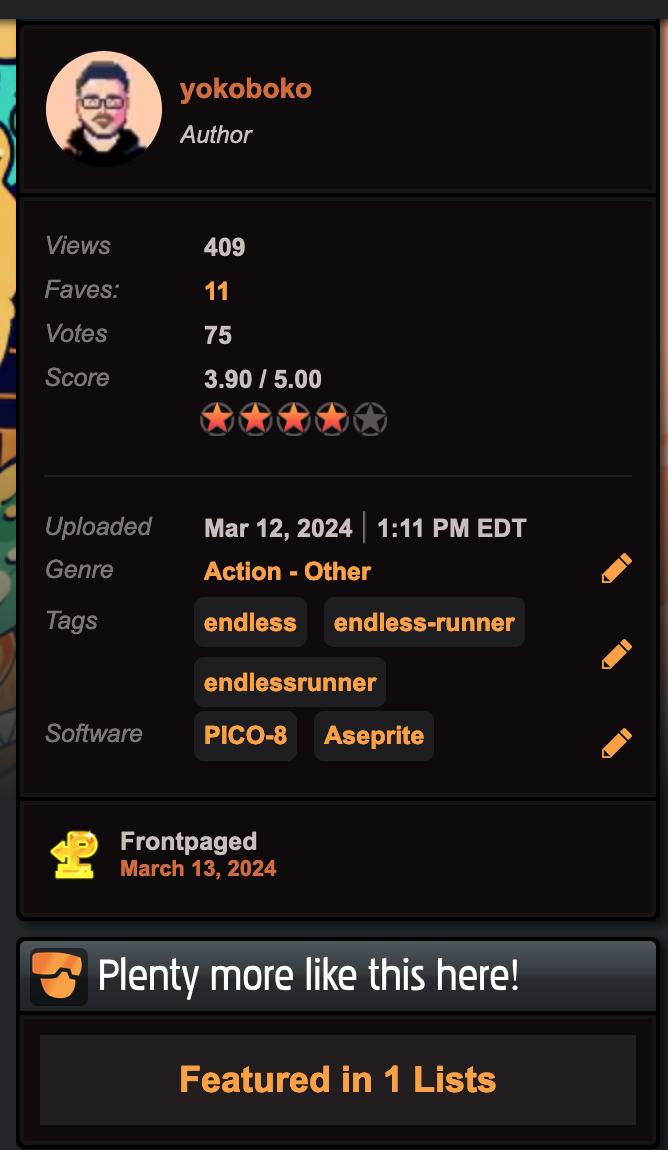 yokoboko
Author
Views 409
Faves: 11
Votes 75
Score 3.90 / 5.00
Uploaded Mar 12, 2024 | 1:11 PM EDT
Genre Action - Other
Tags endless endless-runner
endlessrunner
Software PICO-8 Aseprite
Frontpaged
March 13, 2024
Plenty more like this here!
Featured in 1 Lists